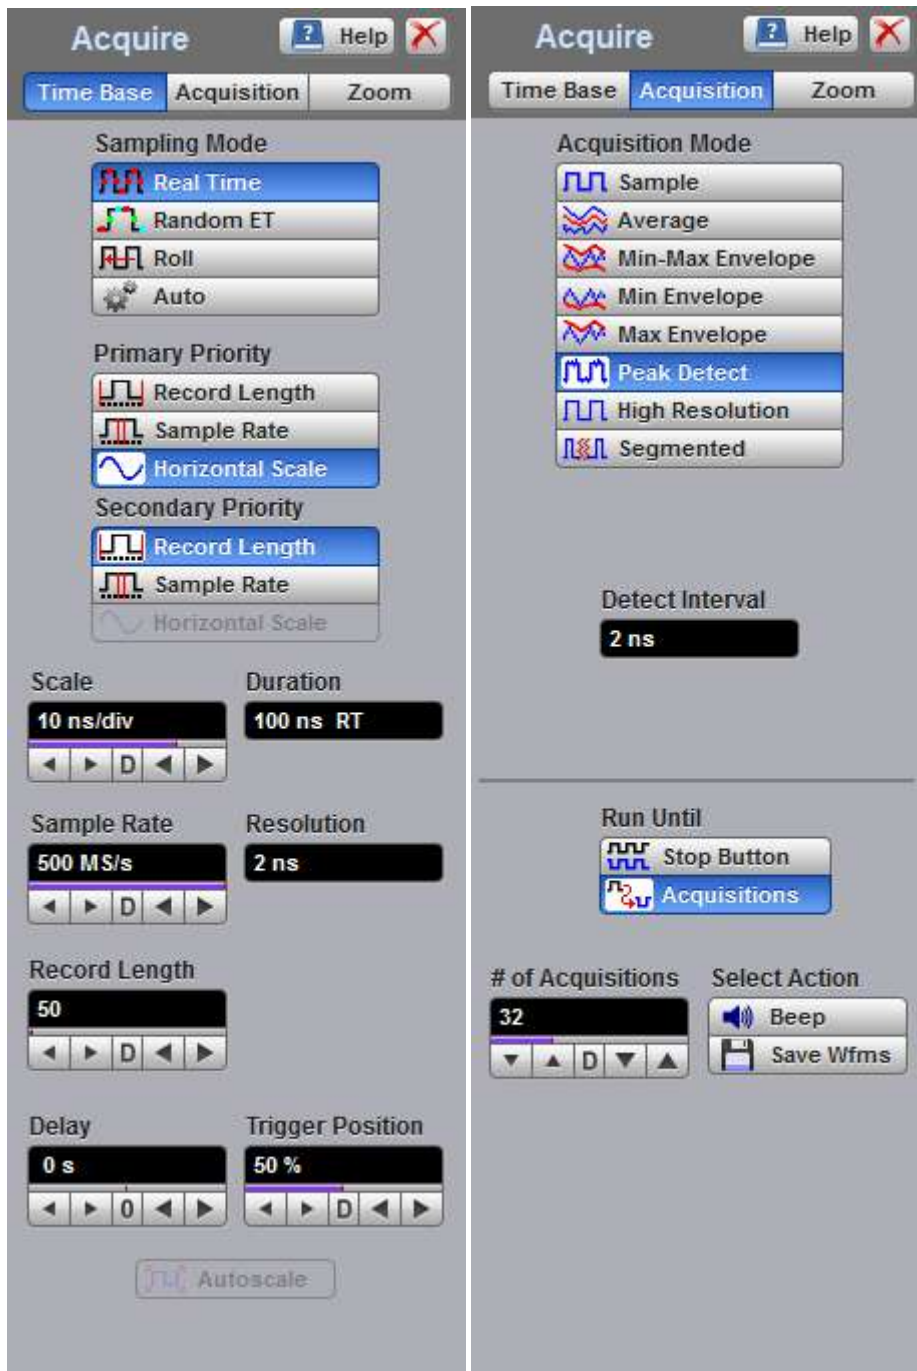 Acquire
Help
Time Base Acquisition Zoom
Sampling Mode
Real Time
Random ET
Roll
Auto
Primary Priority
Record Length
Sample Rate
Horizontal Scale
Secondary Priority
Record Length
Sample Rate
Horizontal Scale
Scale Duration
10 ns/div 100 ns RT
D
Sample Rate Resolution
500 MS/s 2 ns
D
Record Length
50
D
Delay Trigger Position
0 s 50 %
0 D
Autoscale
Acquire
Help
Time Base Acquisition Zoom
Acquisition Mode
Sample
Average
Min-Max Envelope
Min Envelope
Max Envelope
Peak Detect
High Resolution
Segmented
Detect Interval
2 ns
Run Until
Stop Button
Acquisitions
# of Acquisitions Select Action
32 Beep
D Save Wfms